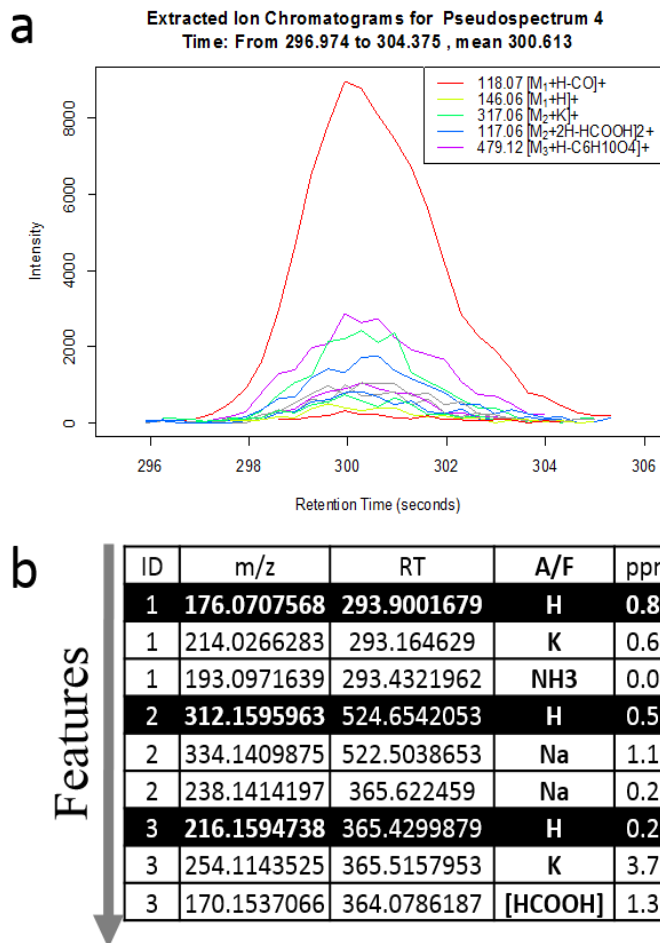 a
Extracted Ion Chromatograms for Pseudospectrum 4
Time: From 296.974 to 304.375 , mean 300.613
118.07 [M1+H-CO]+
146.06 [M1+H]+
317.06 [M2+K]+
117.06 [M2+2H-HCOOH]2+
479.12 [M3+H-C6H10O4]+
8000
6000
4000
2000
0
Intensity
296 298 300 302 304 306
Retention Time (seconds)
b
Features
ID m/z RT A/F ppm
1 176.0707568 293.9001679 H 0.8
1 214.0266283 293.164629 K 0.6
1 193.0971639 293.4321962 NH3 0.0
2 312.1595963 524.6542053 H 0.5
2 334.1409875 522.5038653 Na 1.1
2 238.1414197 365.622459 Na 0.2
3 216.1594738 365.4299879 H 0.2
3 254.1143525 365.5157953 K 3.7
3 170.1537066 364.0786187 [HCOOH] 1.3